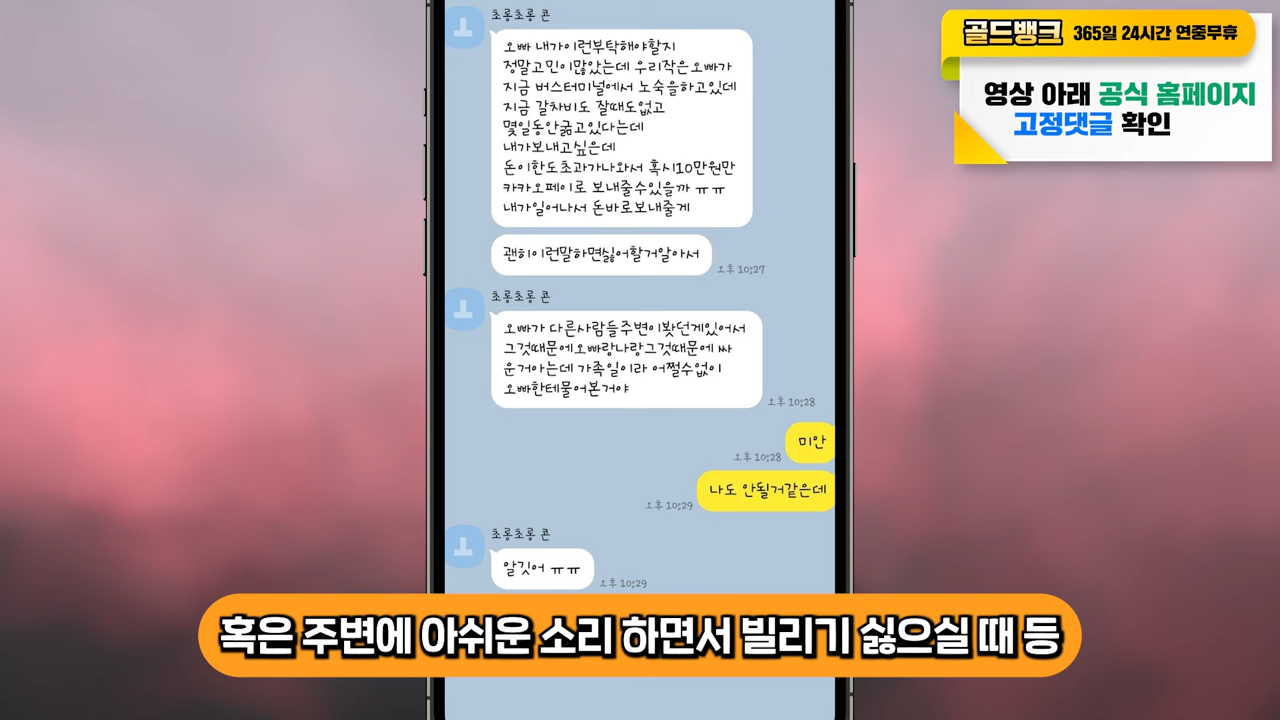 초롱초롱 콘
오빠 내가이런부탁해야할지
정말고민이많았는데 우리작은오빠가
지금 버스터미널에서 노숙을하고있데
지금 갈차비도 잘때도없고
몇일동안굶고있다는데
내가보내고싶은데
돈이한도초과가나와서 혹시10만원만
카카오페이로 보내줄수있을까 ㅠㅠ
내가일어나서 돈바로보내줄게
괜히이런말하면싫어할거알아서
오후 10:27
초롱초롱 콘
오빠가 다른사람들주변이봣던게있어서
그것때문에오빠랑나랑그것때문에 싸
운거아는데 가족일이라 어쩔수없이
오빠한테물어본거야
오후 10:28
미안
오후 10:28
나도 안될거같은데
오후 10:29
초롱초롱 콘
알깃어 ㅠㅠ
오후 10:29
골드뱅크 365일 24시간 연중무휴
영상 아래 공식 홈페이지
고정댓글 확인
혹은 주변에 아쉬운 소리 하면서 빌리기 싫으실 때 등